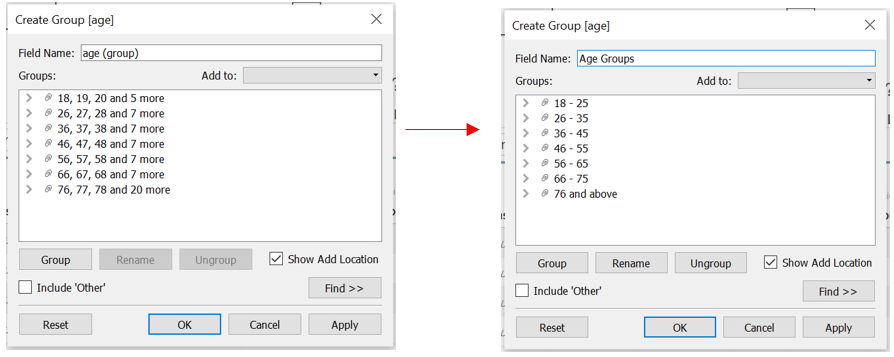 Create Group [age]
Field Name: age (group)
Groups: Add to:
18, 19, 20 and 5 more
26, 27, 28 and 7 more
36, 37, 38 and 7 more
46, 47, 48 and 7 more
56, 57, 58 and 7 more
66, 67, 68 and 7 more
76, 77, 78 and 20 more
Group Rename Ungroup Show Add Location
Include 'Other' Find >>
Reset OK Cancel Apply
Create Group [age]
Field Name: Age Groups
Groups: Add to:
18 - 25
26 - 35
36 - 45
46 - 55
56 - 65
66 - 75
76 and above
Group Rename Ungroup Show Add Location
Include 'Other' Find >>
Reset OK Cancel Apply